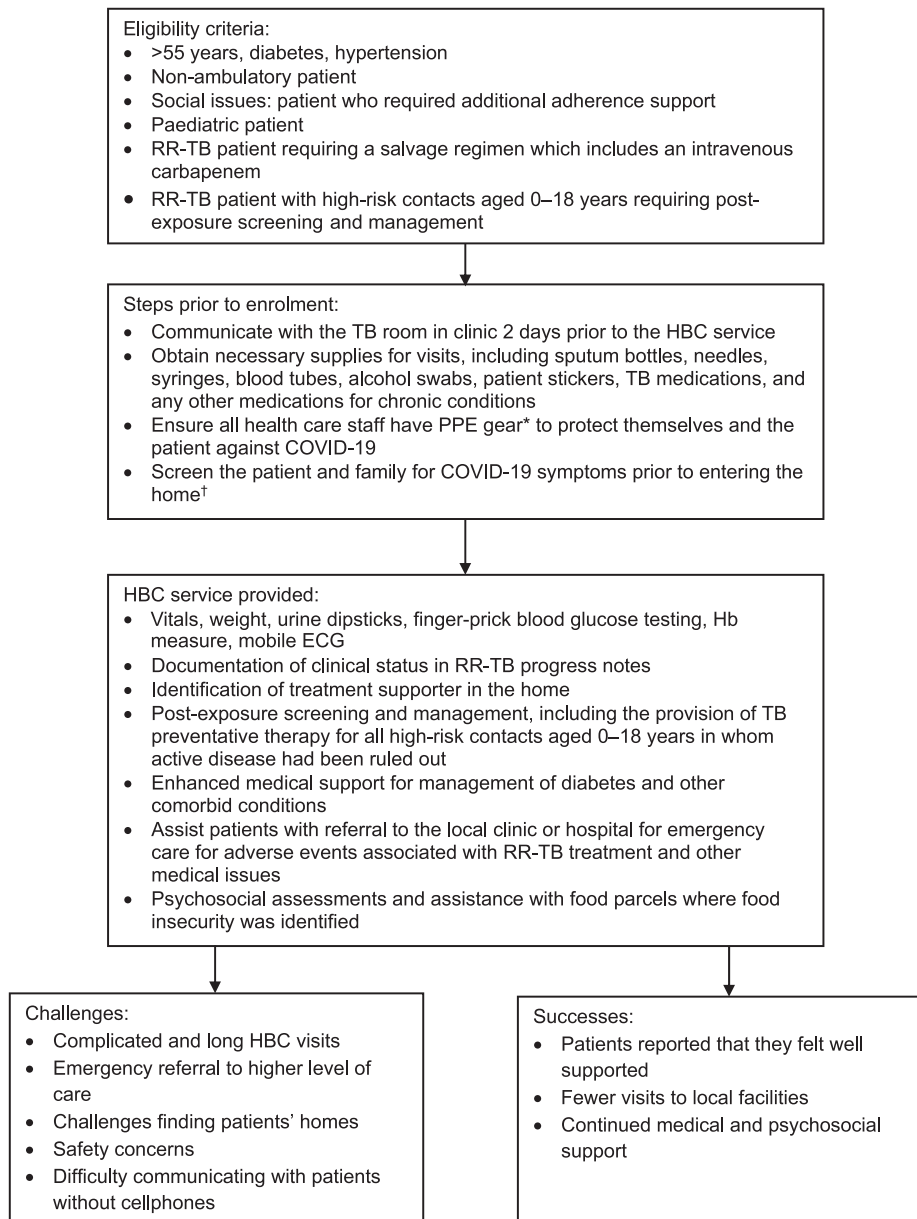 Eligibility criteria:
• >55 years, diabetes, hypertension
• Non-ambulatory patient
• Social issues: patient who required additional adherence support
• Paediatric patient
• RR-TB patient requiring a salvage regimen which includes an intravenous
carbapenem
• RR-TB patient with high-risk contacts aged 0–18 years requiring post-
exposure screening and management
Steps prior to enrolment:
• Communicate with the TB room in clinic 2 days prior to the HBC service
• Obtain necessary supplies for visits, including sputum bottles, needles,
syringes, blood tubes, alcohol swabs, patient stickers, TB medications, and
any other medications for chronic conditions
• Ensure all health care staff have PPE gear* to protect themselves and the
patient against COVID-19
• Screen the patient and family for COVID-19 symptoms prior to entering the
home†
HBC service provided:
• Vitals, weight, urine dipsticks, finger-prick blood glucose testing, Hb
measure, mobile ECG
• Documentation of clinical status in RR-TB progress notes
• Identification of treatment supporter in the home
• Post-exposure screening and management, including the provision of TB
preventative therapy for all high-risk contacts aged 0–18 years in whom
active disease had been ruled out
• Enhanced medical support for management of diabetes and other
comorbid conditions
• Assist patients with referral to the local clinic or hospital for emergency
care for adverse events associated with RR-TB treatment and other
medical issues
• Psychosocial assessments and assistance with food parcels where food
insecurity was identified
Challenges:
• Complicated and long HBC visits
• Emergency referral to higher level of
care
• Challenges finding patients’ homes
• Safety concerns
• Difficulty communicating with patients
without cellphones
Successes:
• Patients reported that they felt well
supported
• Fewer visits to local facilities
• Continued medical and psychosocial
support